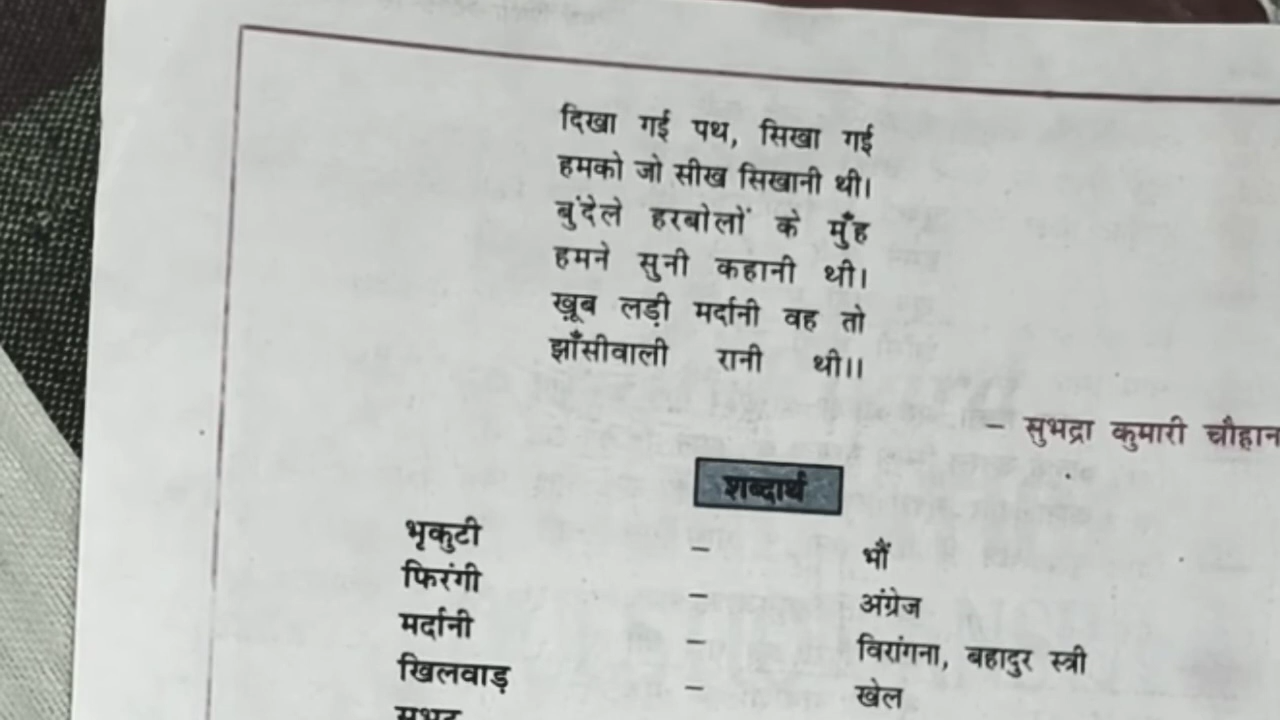 दिखा गई पथ, सिखा गई
हमको जो सीख सिखानी थी।
बुंदेले हरबोलों के मुँह
हमने सुनी कहानी थी।
ख़ूब लड़ी मर्दानी वह तो
झाँसीवाली रानी थी।।
– सुभद्रा कुमारी चौहान
शब्दार्थ
भृकुटी – भौं
फिरंगी – अंग्रेज
मर्दानी – विरांगना, बहादुर स्त्री
खिलवाड़ – खेल